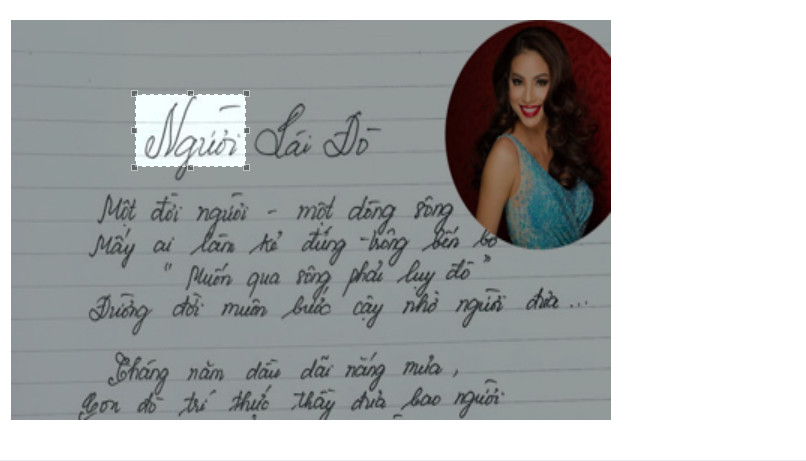 Người Lái Đò
Một đời người - một dòng sông
Mấy ai làm kẻ đứng trông bến bờ
"Muốn qua sông phải lụy đò"
Đường đời muôn bước cậy nhờ người đưa...
Tháng năm dầu dãi nắng mưa,
Con đò trí thức thầy đưa bao người